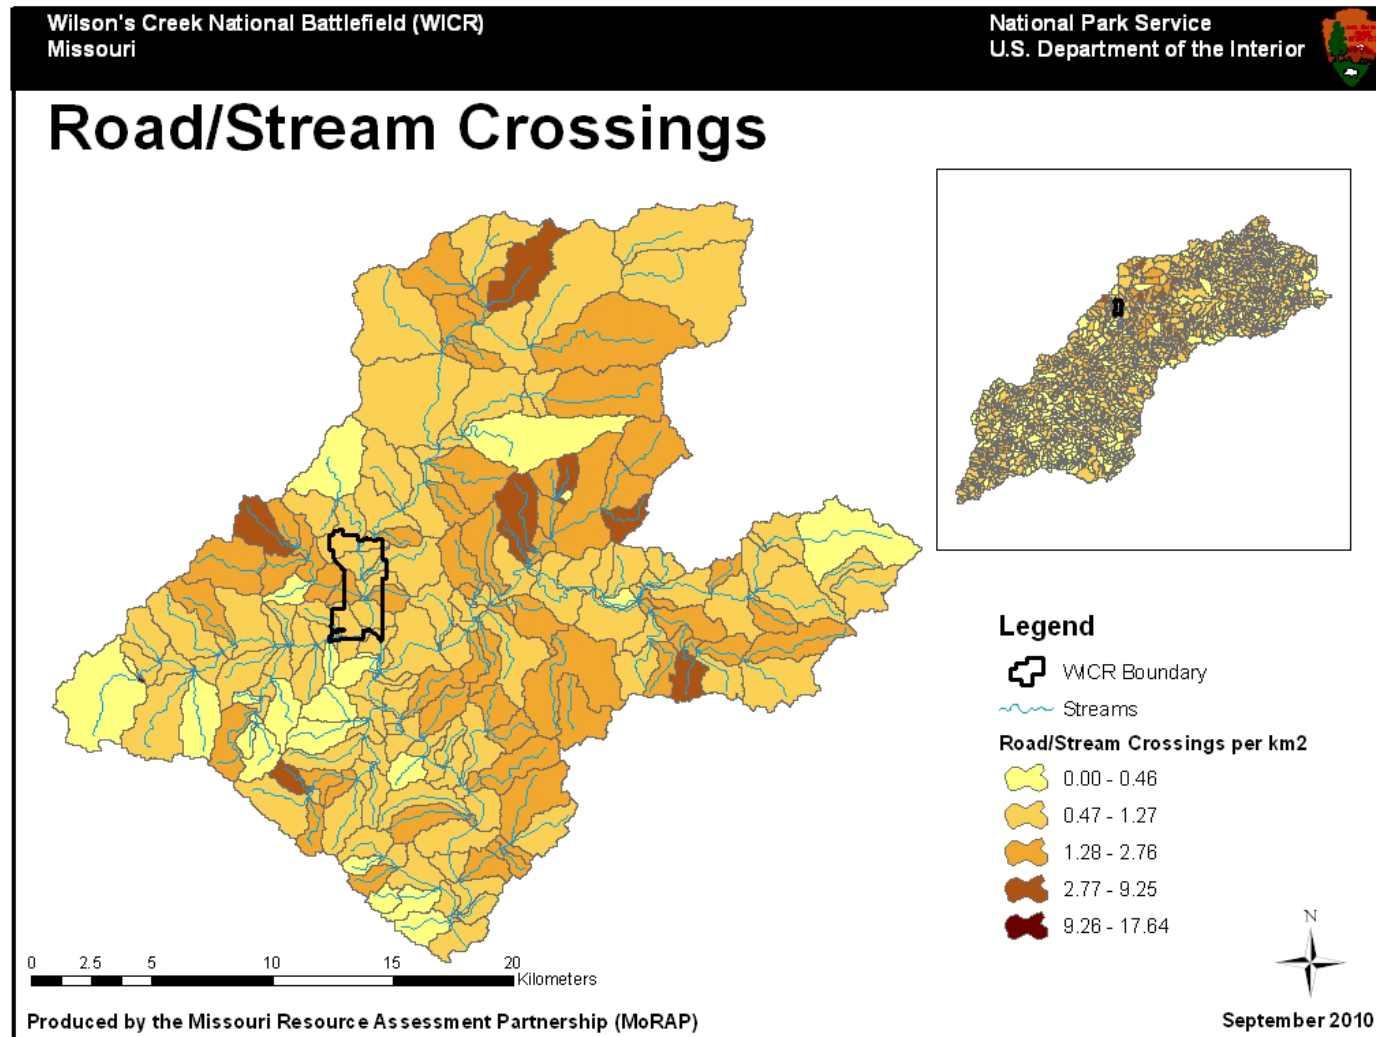 Wilson's Creek National Battlefield (WICR)
Missouri
National Park Service
U.S. Department of the Interior
Road/Stream Crossings
Legend
WICR Boundary
Streams
Road/Stream Crossings per km2
0.00 - 0.46
0.47 - 1.27
1.28 - 2.76
2.77 - 9.25
9.26 - 17.64
N
0 2.5 5 10 15 20
Kilometers
Produced by the Missouri Resource Assessment Partnership (MoRAP)
September 2010